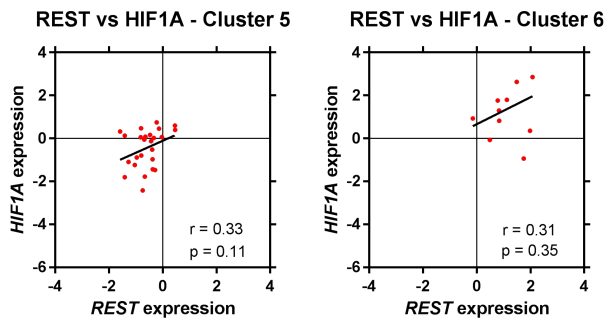 REST vs HIF1A - Cluster 5
HIF1A expression
4
2
0
-2
-4
-6
r = 0.33
p = 0.11
-4 -2 0 2 4
REST expression
REST vs HIF1A - Cluster 6
HIF1A expression
4
2
0
-2
-4
-6
r = 0.31
p = 0.35
-4 -2 0 2 4
REST expression